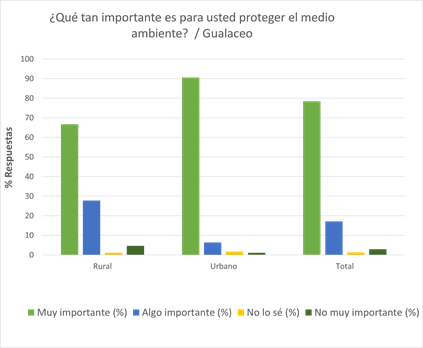 ¿Qué tan importante es para usted proteger el medio
ambiente?  / Gualaceo
% Respuestas
100
90
80
70
60
50
40
30
20
10
0
Rural Urbano Total
Muy importante (%) Algo importante (%) No lo sé (%) No muy importante (%)